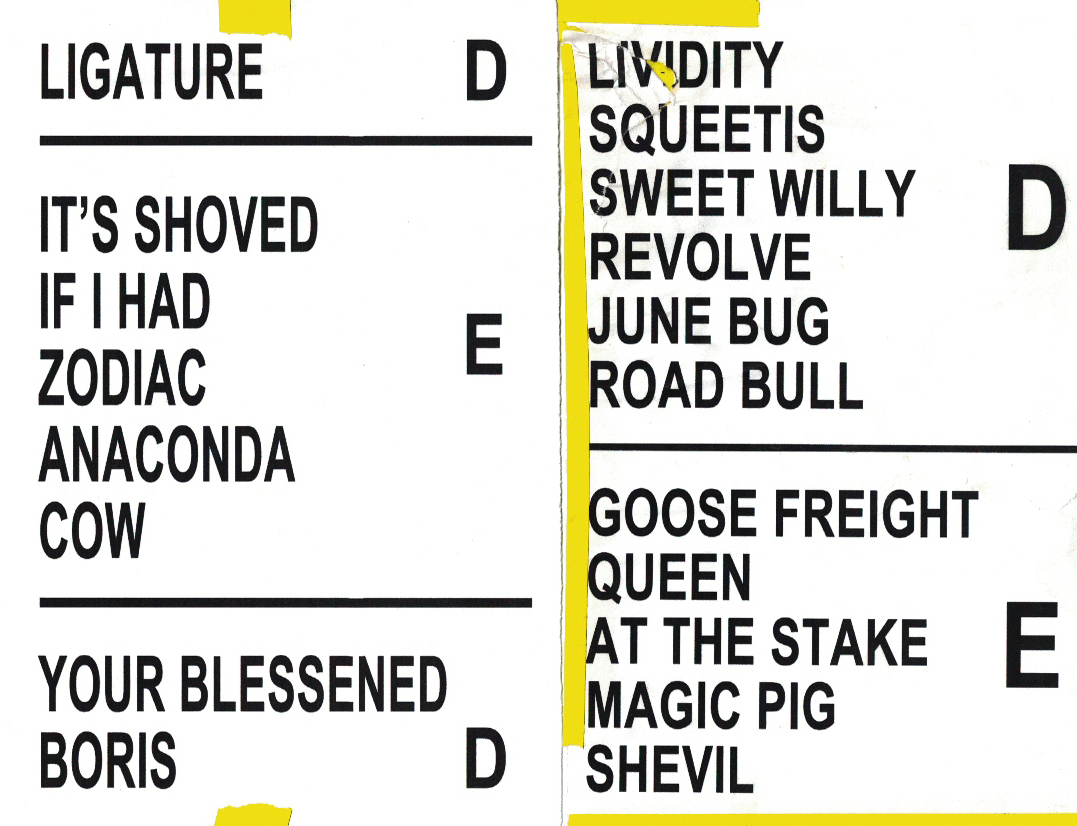 LIGATURE D
IT'S SHOVED
IF I HAD
ZODIAC E
ANACONDA
COW
YOUR BLESSENED
BORIS D
LIVIDITY
SQUEETIS
SWEET WILLY D
REVOLVE
JUNE BUG
ROAD BULL
GOOSE FREIGHT
QUEEN
AT THE STAKE E
MAGIC PIG
SHEVIL